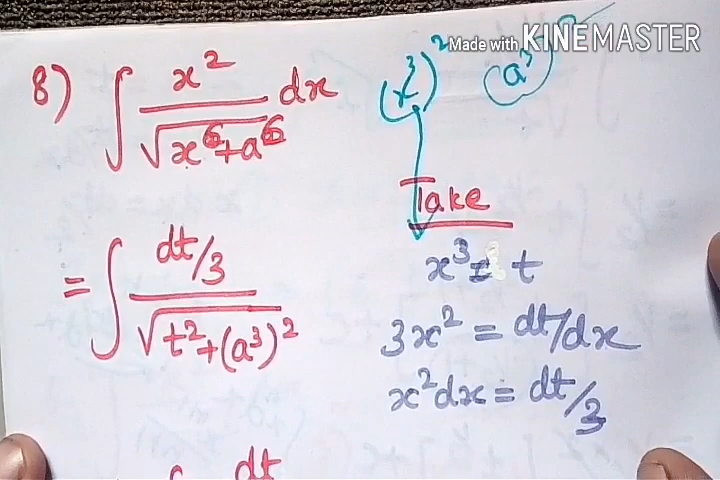 Made with KINEMASTER
8) ∫ x²/√(x⁶+a⁶) dx
(x³)² (a³)²
Take
x³ = t
= ∫ (dt/3)/√(t²+(a³)²)
3x² = dt/dx
x²dx = dt/3
dt